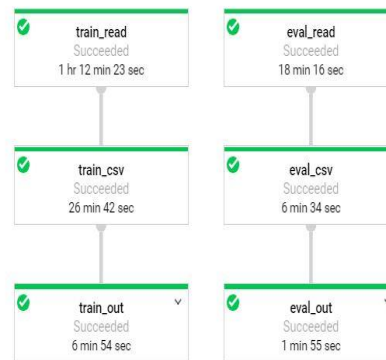 train_read
Succeeded
1 hr 12 min 23 sec
eval_read
Succeeded
18 min 16 sec
train_csv
Succeeded
26 min 42 sec
eval_csv
Succeeded
6 min 34 sec
train_out
Succeeded
6 min 54 sec
eval_out
Succeeded
1 min 55 sec